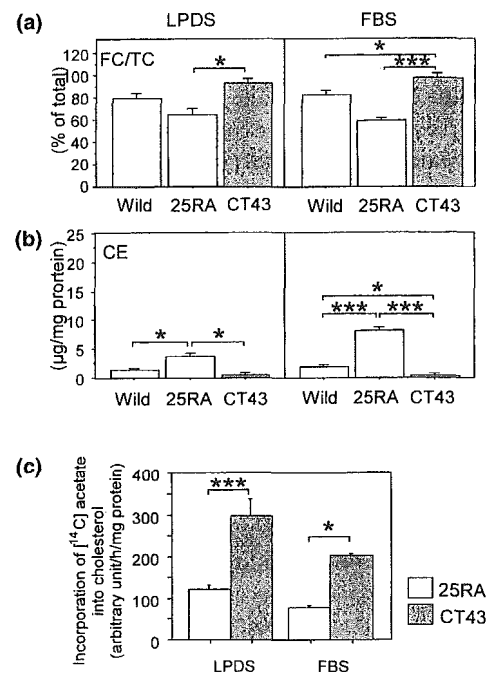 LPDS FBS
(a)
FC/TC
*
*
***
(% of total)
120
100
80
60
40
20
0
Wild 25RA CT43 Wild 25RA CT43
(b)
CE
*
*
*
***
***
(µg/mg prortein)
25
20
15
10
5
0
Wild 25RA CT43 Wild 25RA CT43
(c)
Incorporation of [¹⁴C] acetate
into cholesterol
(arbitrary unit/h/mg protein)
400
300
200
100
0
***
*
LPDS FBS
25RA
CT43